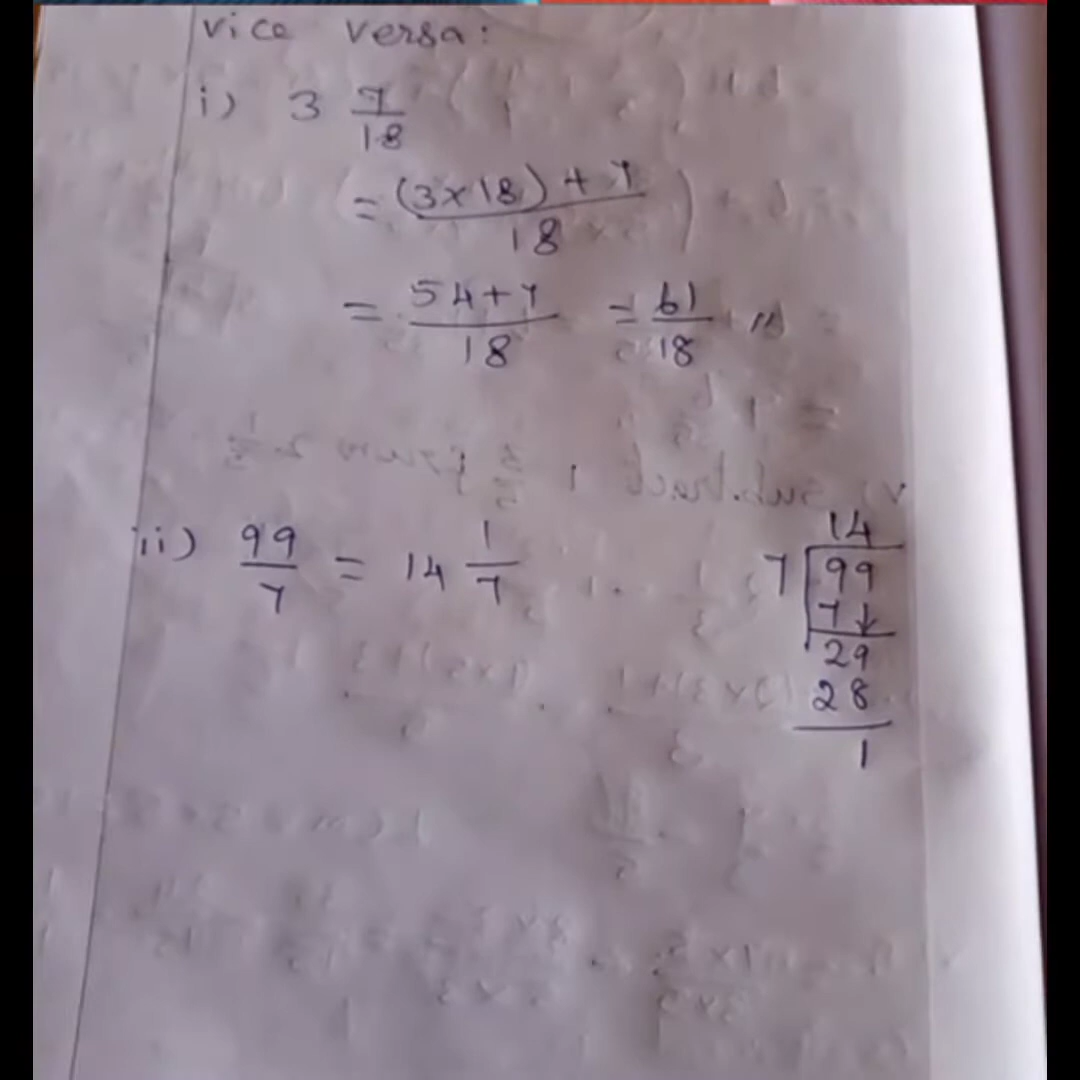 vice versa:
i) 3 7/18
= (3×18) + 7 / 18
= 54+7 / 18 = 61/18 //
ii) 99/7 = 14 1/7
14
7 99
7↓
29
28
1